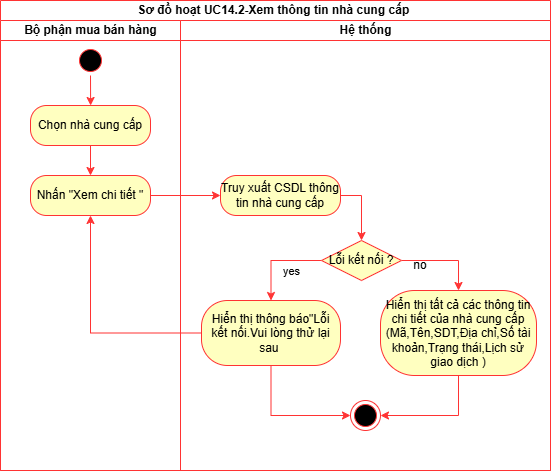 Sơ đồ hoạt UC14.2-Xem thông tin nhà cung cấp
Bộ phận mua bán hàng
Hệ thống
Chọn nhà cung cấp
Nhấn "Xem chi tiết "
Truy xuất CSDL thông
tin nhà cung cấp
Lỗi kết nối ?
yes
no
Hiển thị thông báo"Lỗi
kết nối.Vui lòng thử lại
sau
Hiển thị tất cả các thông tin
chi tiết của nhà cung cấp
(Mã,Tên,SDT,Địa chỉ,Số tài
khoản,Trạng thái,Lịch sử
giao dịch )